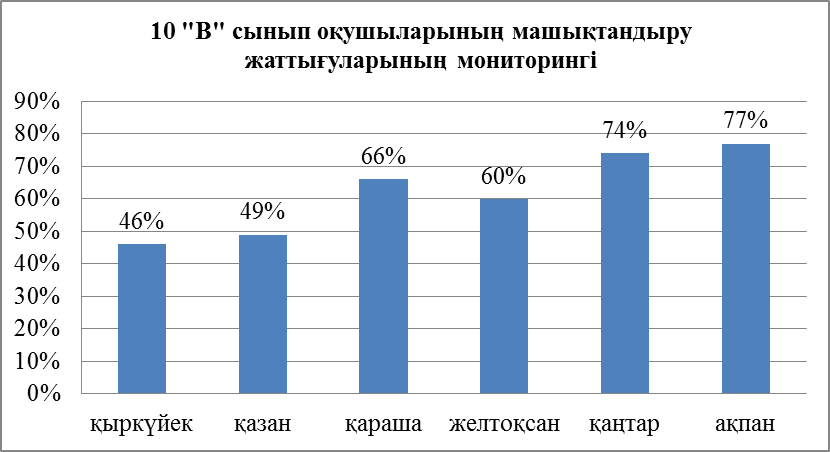 10 "В" сынып оқушыларының машықтандыру
жаттығуларының мониторингі
90%
80%
70%
60%
50%
40%
30%
20%
10%
0%
46%
49%
66%
60%
74%
77%
қыркүйек
қазан
қараша
желтоқсан
қаңтар
ақпан